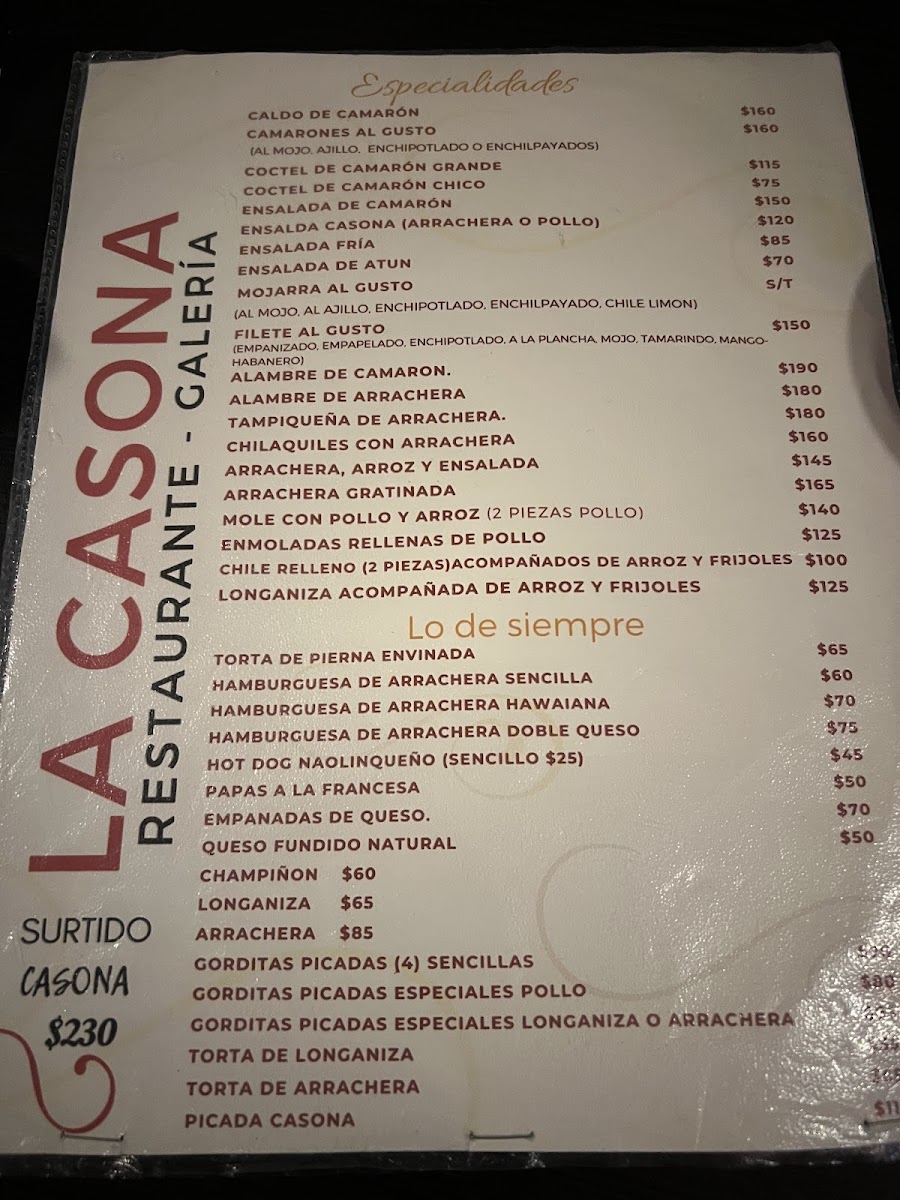 LA CASONA
RESTAURANTE - GALERÍA
Especialidades
CALDO DE CAMARÓN $160
CAMARONES AL GUSTO $160
(AL MOJO, AJILLO, ENCHIPOTLADO O ENCHILPAYADOS)
COCTEL DE CAMARÓN GRANDE $115
COCTEL DE CAMARÓN CHICO $75
ENSALADA DE CAMARÓN $150
ENSALDA CASONA (ARRACHERA O POLLO) $120
ENSALADA FRÍA $85
ENSALADA DE ATUN $70
MOJARRA AL GUSTO S/T
(AL MOJO, AL AJILLO, ENCHIPOTLADO, ENCHILPAYADO, CHILE LIMON)
FILETE AL GUSTO $150
(EMPANIZADO, EMPAPELADO, ENCHIPOTLADO, A LA PLANCHA, MOJO, TAMARINDO, MANGO-
HABANERO)
ALAMBRE DE CAMARON. $190
ALAMBRE DE ARRACHERA $180
TAMPIQUEÑA DE ARRACHERA. $180
CHILAQUILES CON ARRACHERA $160
ARRACHERA, ARROZ Y ENSALADA $145
ARRACHERA GRATINADA $165
MOLE CON POLLO Y ARROZ (2 PIEZAS POLLO) $140
ENMOLADAS RELLENAS DE POLLO $125
CHILE RELLENO (2 PIEZAS)ACOMPAÑADOS DE ARROZ Y FRIJOLES $100
LONGANIZA ACOMPAÑADA DE ARROZ Y FRIJOLES $125
Lo de siempre
TORTA DE PIERNA ENVINADA $65
HAMBURGUESA DE ARRACHERA SENCILLA $60
HAMBURGUESA DE ARRACHERA HAWAIANA $70
HAMBURGUESA DE ARRACHERA DOBLE QUESO $75
HOT DOG NAOLINQUEÑO (SENCILLO $25) $45
PAPAS A LA FRANCESA $50
EMPANADAS DE QUESO. $70
QUESO FUNDIDO NATURAL $50
CHAMPIÑON $60
LONGANIZA $65
ARRACHERA $85
GORDITAS PICADAS (4) SENCILLAS
GORDITAS PICADAS ESPECIALES POLLO $80
GORDITAS PICADAS ESPECIALES LONGANIZA O ARRACHERA
TORTA DE LONGANIZA
TORTA DE ARRACHERA
PICADA CASONA
SURTIDO
CASONA
$230